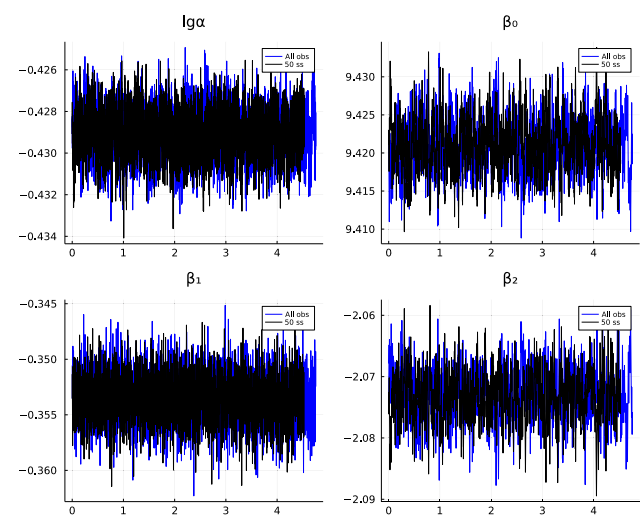 lgα
β₀
All obs
50 ss
All obs
50 ss
−0.426
−0.428
−0.430
−0.432
−0.434
9.430
9.425
9.420
9.415
9.410
0 1 2 3 4
0 1 2 3 4
β₁
β₂
All obs
50 ss
All obs
50 ss
−0.345
−0.350
−0.355
−0.360
−2.06
−2.07
−2.08
−2.09
0 1 2 3 4
0 1 2 3 4